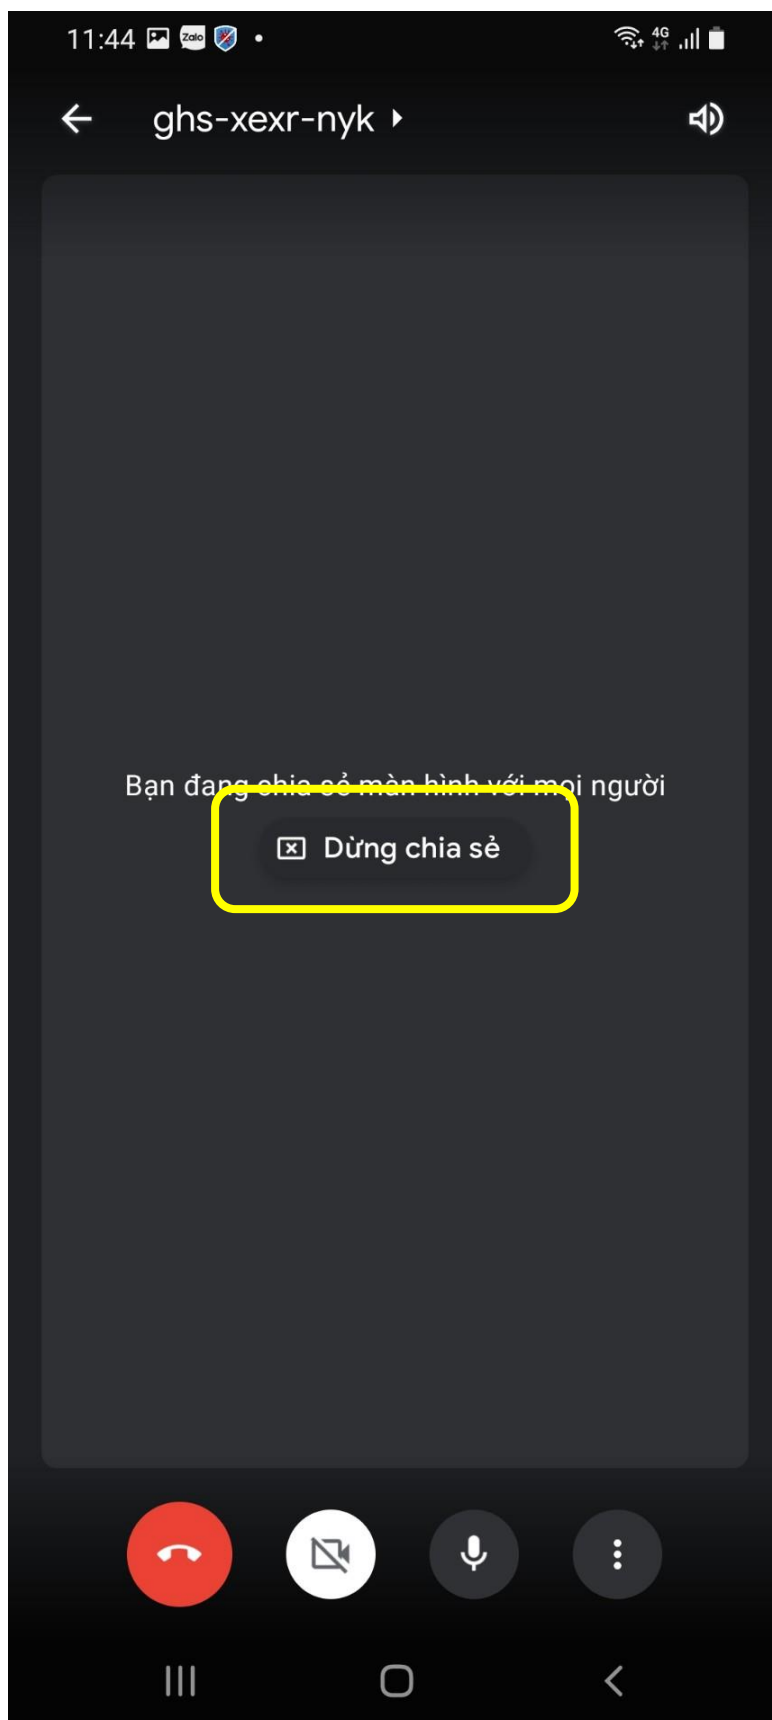 11:44 Zalo 4G
ghs-xexr-nyk
Bạn đang chia sẻ màn hình với mọi người
Dừng chia sẻ